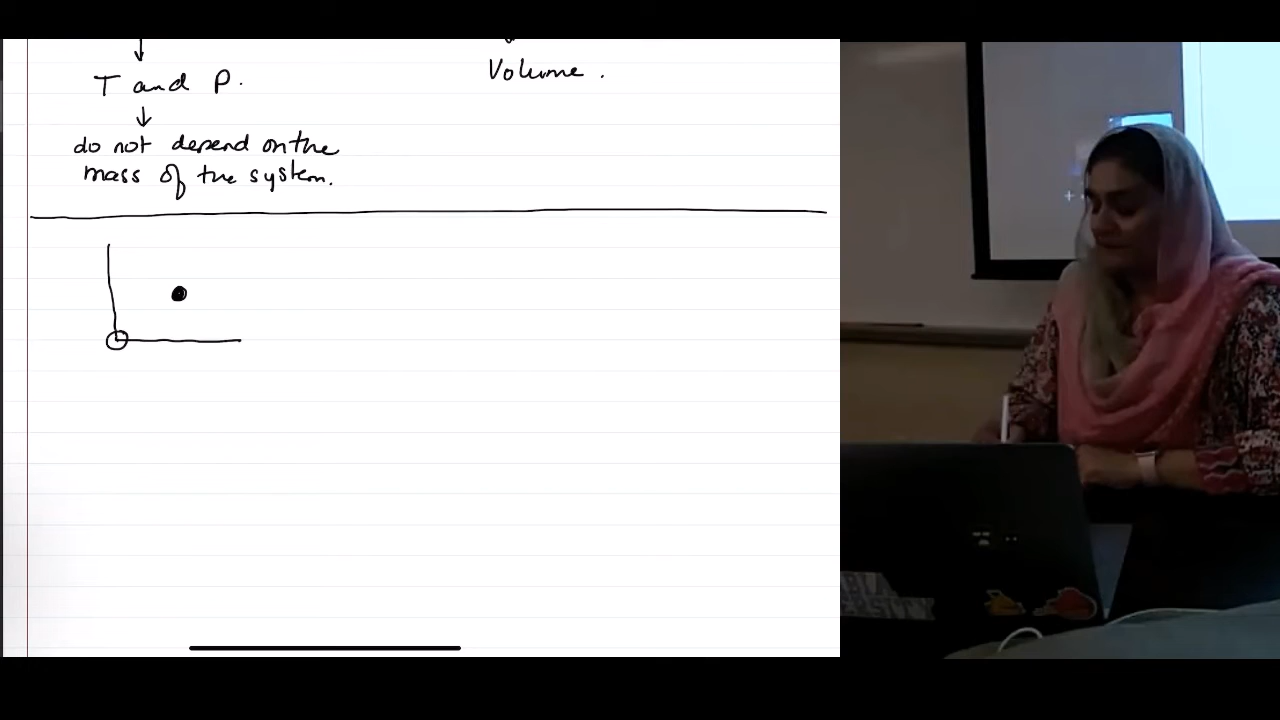 T and P.
Volume.
do not depend on the
mass of the system.